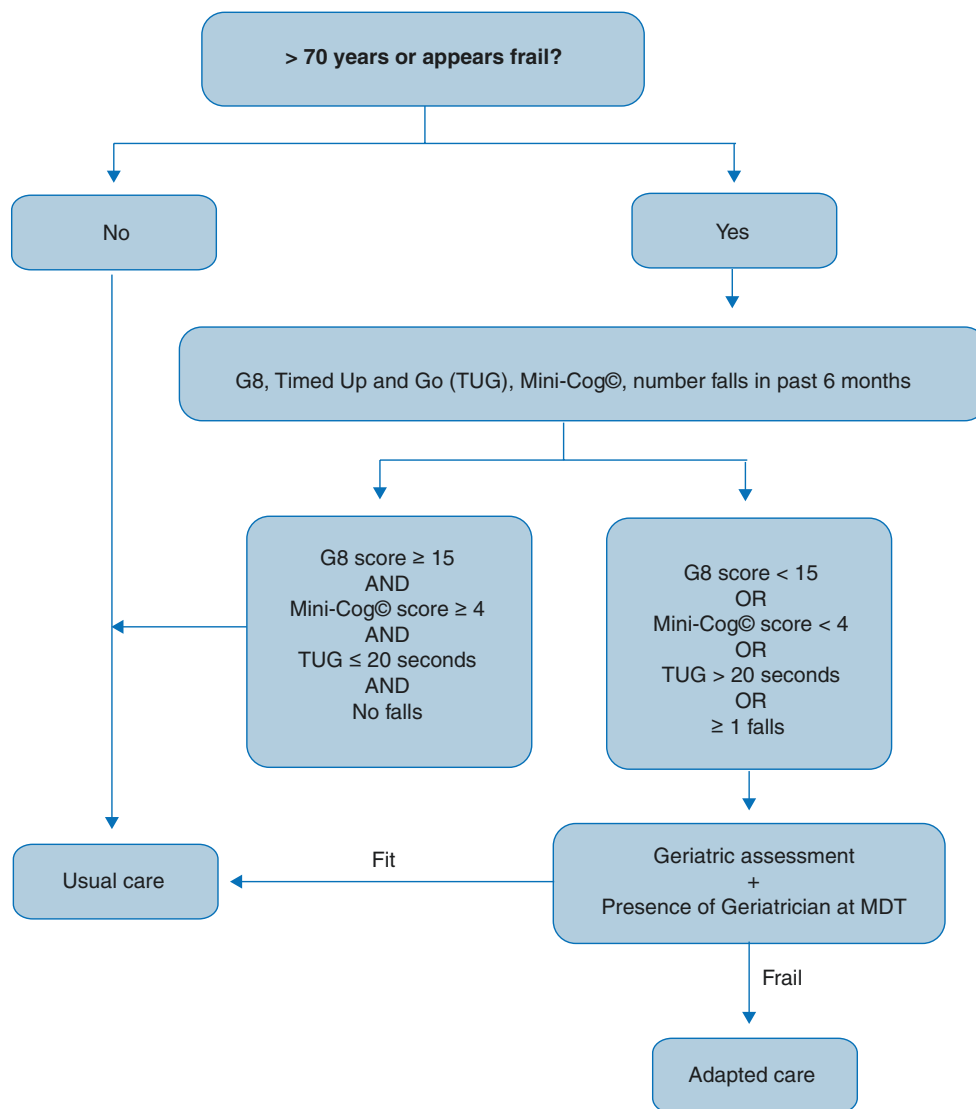 > 70 years or appears frail?
No
Yes
G8, Timed Up and Go (TUG), Mini-Cog©, number falls in past 6 months
G8 score ≥ 15
AND
Mini-Cog© score ≥ 4
AND
TUG ≤ 20 seconds
AND
No falls
G8 score < 15
OR
Mini-Cog© score < 4
OR
TUG > 20 seconds
OR
≥ 1 falls
Usual care
Fit
Geriatric assessment
+
Presence of Geriatrician at MDT
Frail
Adapted care